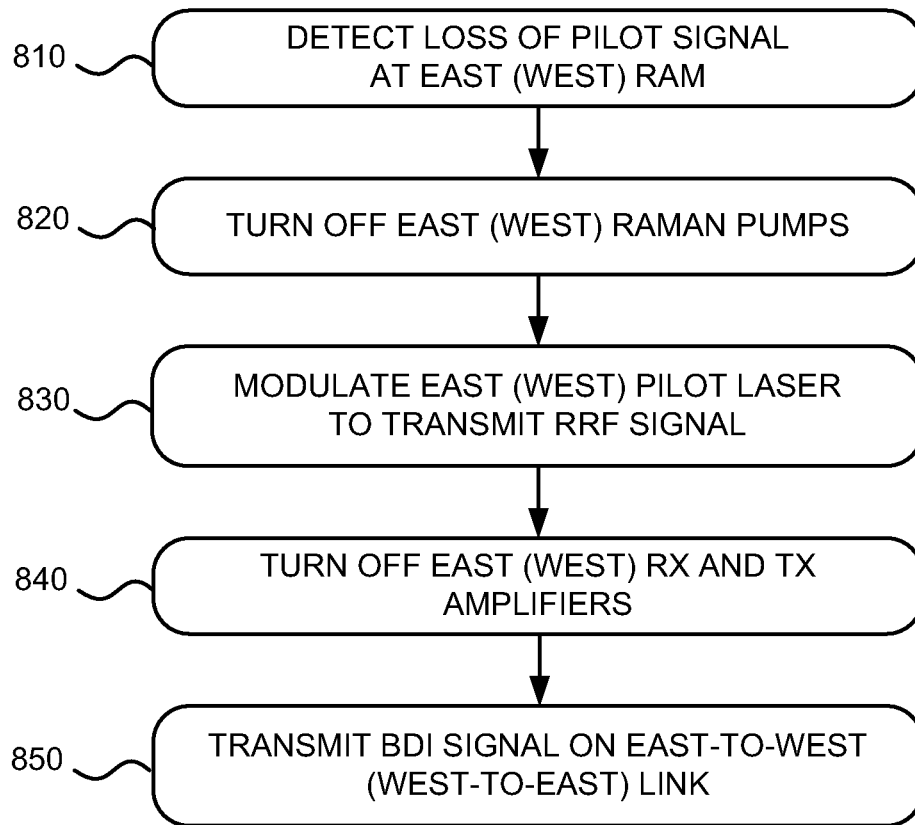 810
DETECT LOSS OF PILOT SIGNAL
AT EAST (WEST) RAM
820
TURN OFF EAST (WEST) RAMAN PUMPS
830
MODULATE EAST (WEST) PILOT LASER
TO TRANSMIT RRF SIGNAL
840
TURN OFF EAST (WEST) RX AND TX
AMPLIFIERS
850
TRANSMIT BDI SIGNAL ON EAST-TO-WEST
(WEST-TO-EAST) LINK